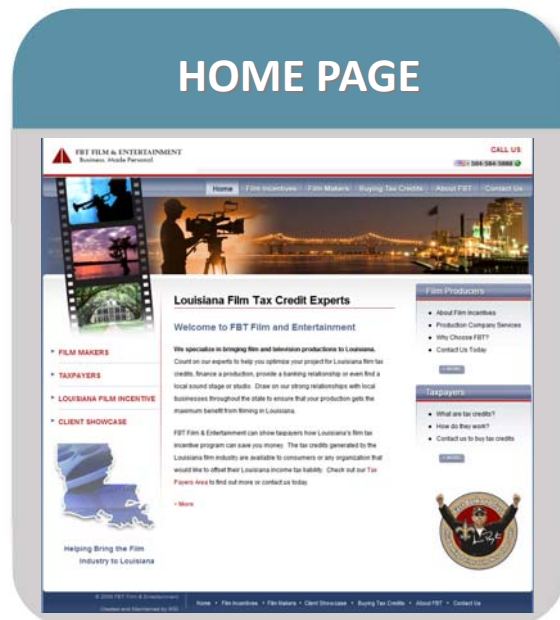 HOME PAGE
FBT FILM & ENTERTAINMENT
Business. Made Personal.
CALL US:
504-584-5888
Home Film Incentives Film Makers Buying Tax Credits About FBT Contact Us
FILM MAKERS
TAXPAYERS
LOUISIANA FILM INCENTIVE
CLIENT SHOWCASE
Helping Bring the Film
Industry to Louisiana
Louisiana Film Tax Credit Experts
Welcome to FBT Film and Entertainment
We specialize in bringing film and television productions to Louisiana.
Count on our experts to help you optimize your project for Louisiana film tax
credits, finance a production, provide a banking relationship or even find a
local sound stage or studio. Draw on our strong relationships with local
businesses throughout the state to ensure that your production gets the
maximum benefit from filming in Louisiana.
FBT Film & Entertainment can show taxpayers how Louisiana's film tax
incentive program can save you money. The tax credits generated by the
Louisiana film industry are available to consumers or any organization that
would like to offset their Louisiana income tax liability. Check out our Tax
Payers Area to find out more or contact us today.
» More
Film Producers
• About Film Incentives
• Production Company Services
• Why Choose FBT?
• Contact Us Today
» MORE
Taxpayers
• What are tax credits?
• How do they work?
• Contact us to buy tax credits
» MORE
© 2009 FBT Film & Entertainment
Created and Maintained by WSI
Home • Film Incentives • Film Makers • Client Showcase • Buying Tax Credits • About FBT • Contact Us